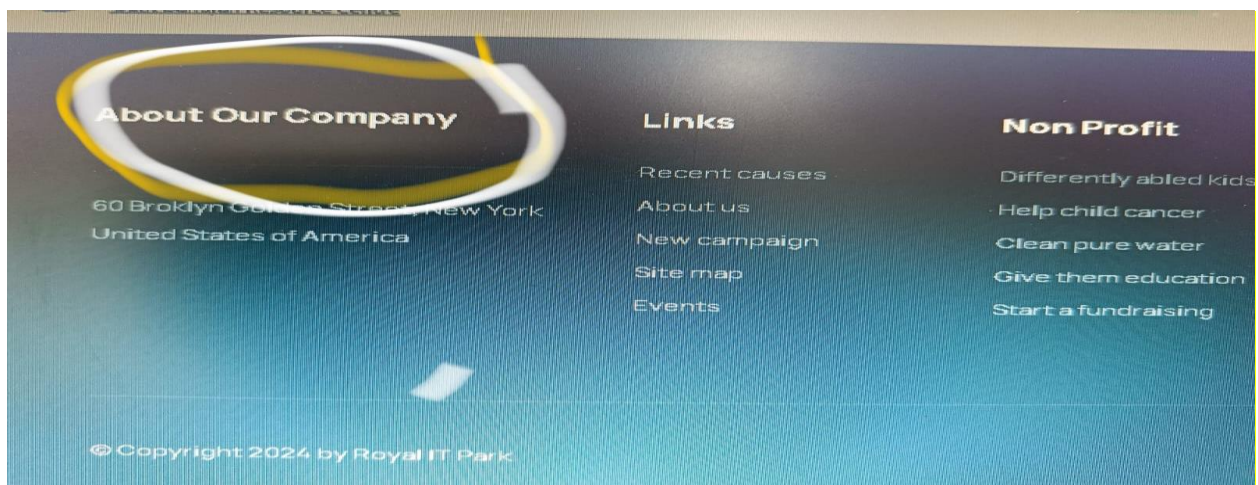 About Our Company
60 Broklyn Golden Street, New York
United States of America
Links
Recent causes
About us
New campaign
Site map
Events
Non Profit
Differently abled kids
Help child cancer
Clean pure water
Give them education
Start a fundraising
© Copyright 2024 by Royal IT Park